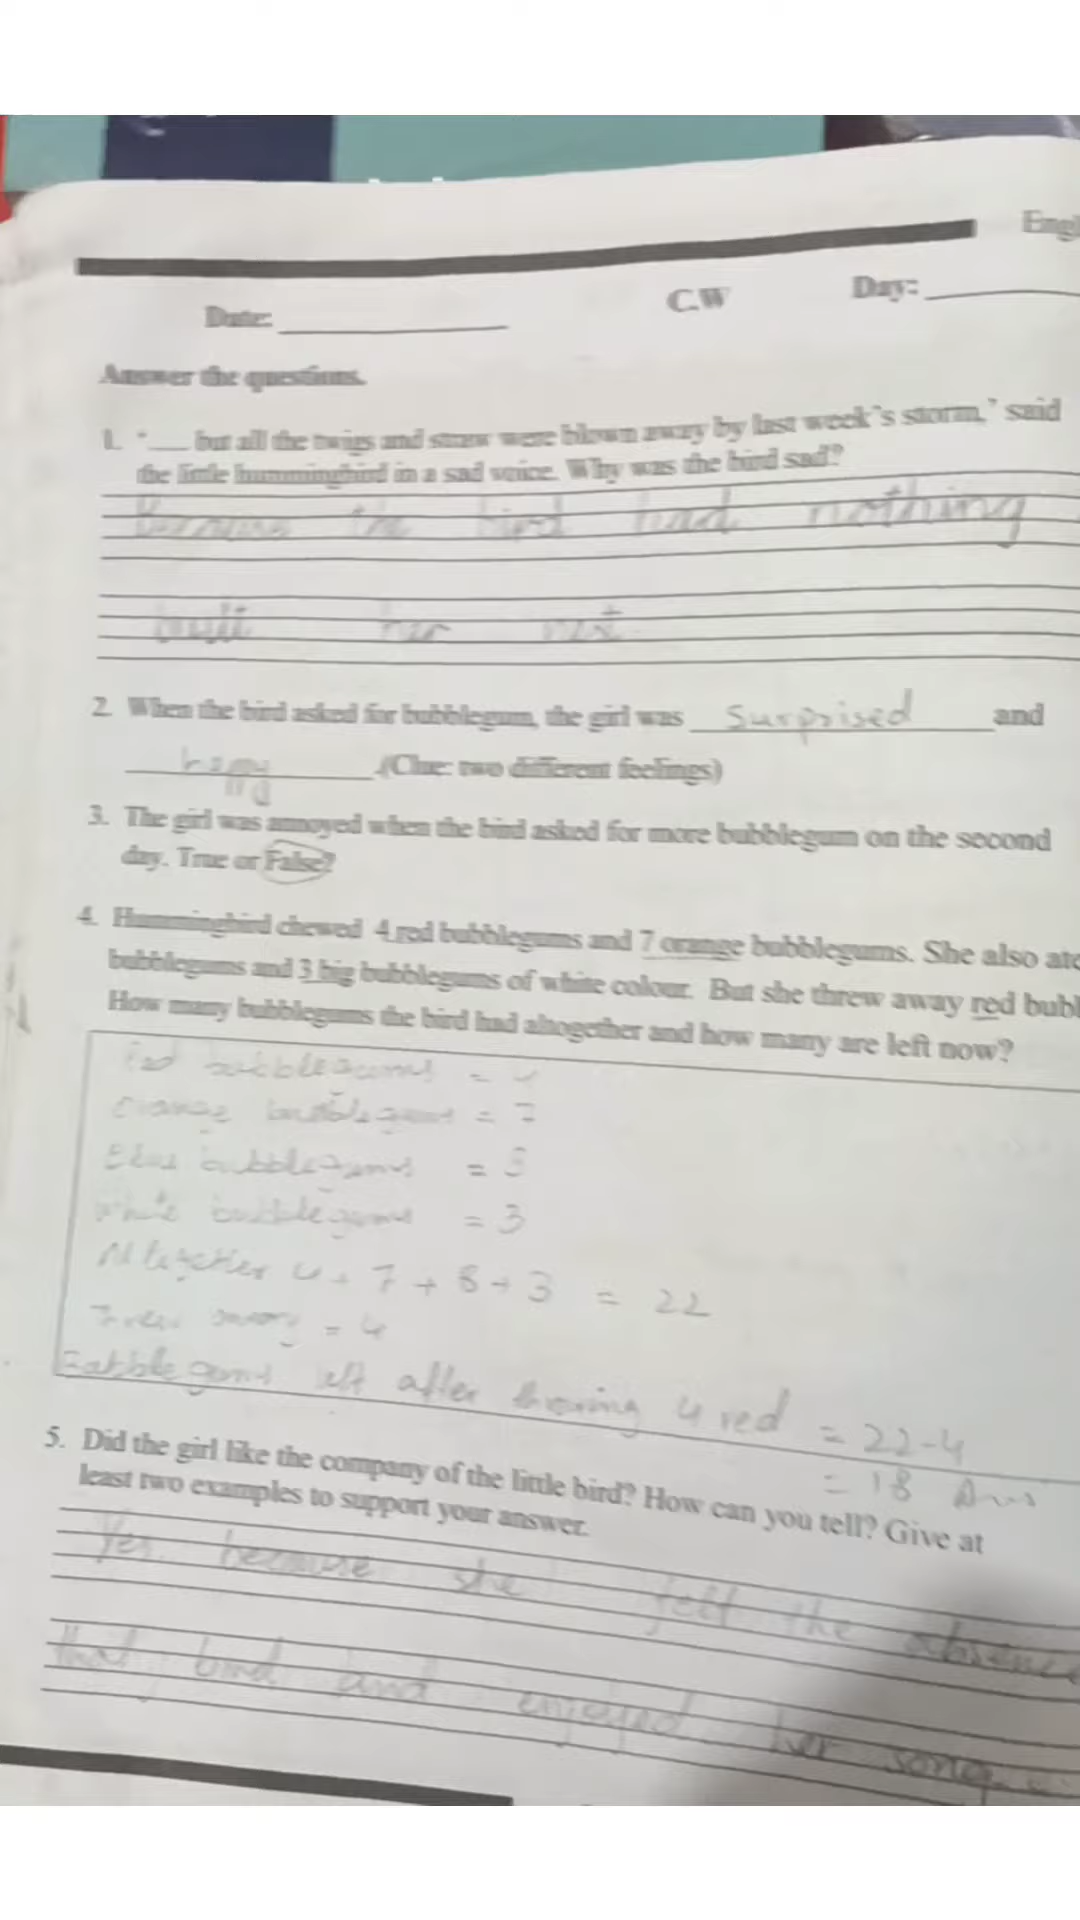 Engl
Date: ____________ C.W Day: ____________
Answer the questions.
1. "___ but all the twigs and straw were blown away by last week's storm," said
the little hummingbird in a sad voice. Why was the bird sad?
Because the bird had nothing
built her nest
2. When the bird asked for bubblegum, the girl was Surprised and
happy (Clue: two different feelings)
3. The girl was annoyed when the bird asked for more bubblegum on the second
day. True or False?
4. Hummingbird chewed 4 red bubblegums and 7 orange bubblegums. She also ate
bubblegums and 3 big bubblegums of white colour. But she threw away red bubbl
How many bubblegums the bird had altogether and how many are left now?
Red bubblegums = 4
Orange bubblegums = 7
Blue bubblegums =
White bubblegums = 3
Altogether 4 + 7 + 8 + 3 = 22
Threw away = 4
Bubblegums left after throwing 4 red = 22-4
= 18 Ans
5. Did the girl like the company of the little bird? How can you tell? Give at
least two examples to support your answer.
Yes, because she felt the absence
that bird and enjoyed her song